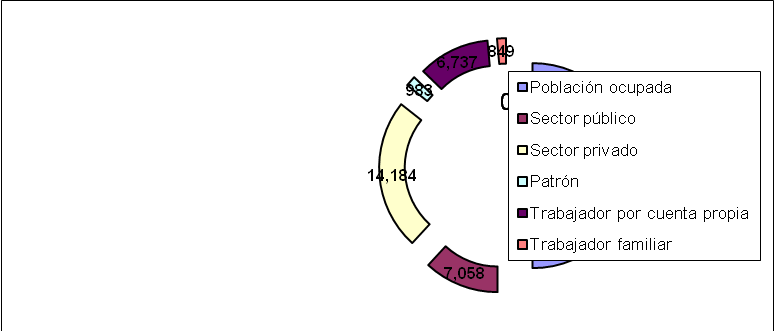 849
6,737
983
14,184
7,058
Población ocupada
Sector público
Sector privado
Patrón
Trabajador por cuenta propia
Trabajador familiar